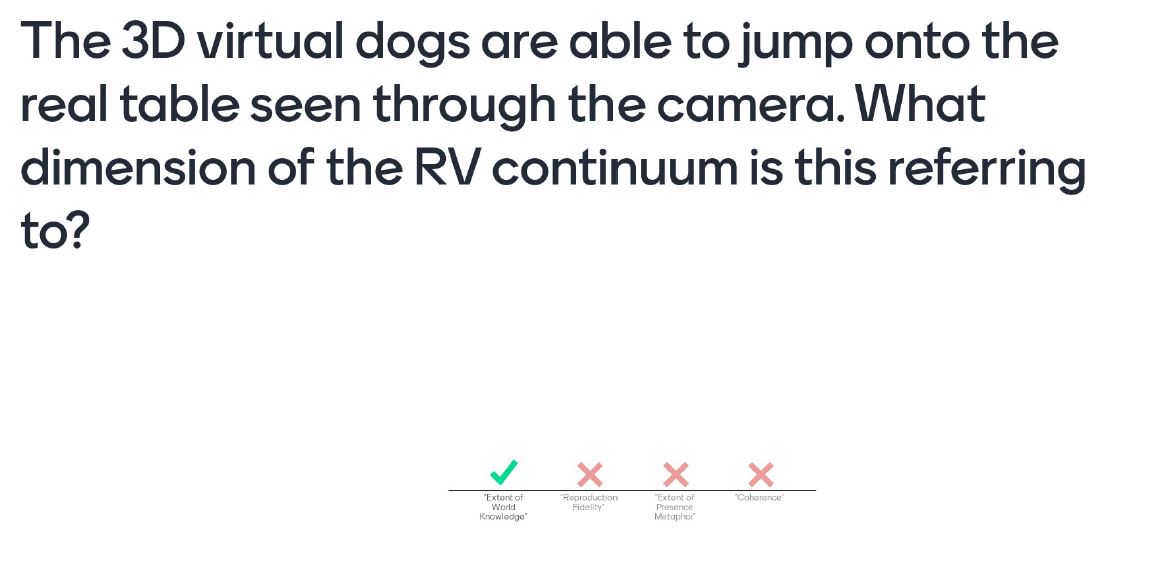 The 3D virtual dogs are able to jump onto the
real table seen through the camera. What
dimension of the RV continuum is this referring
to?
"Extent of
World
Knowledge"
"Reproduction
Fidelity"
"Extent of
Presence
Metaphor"
"Coherence"